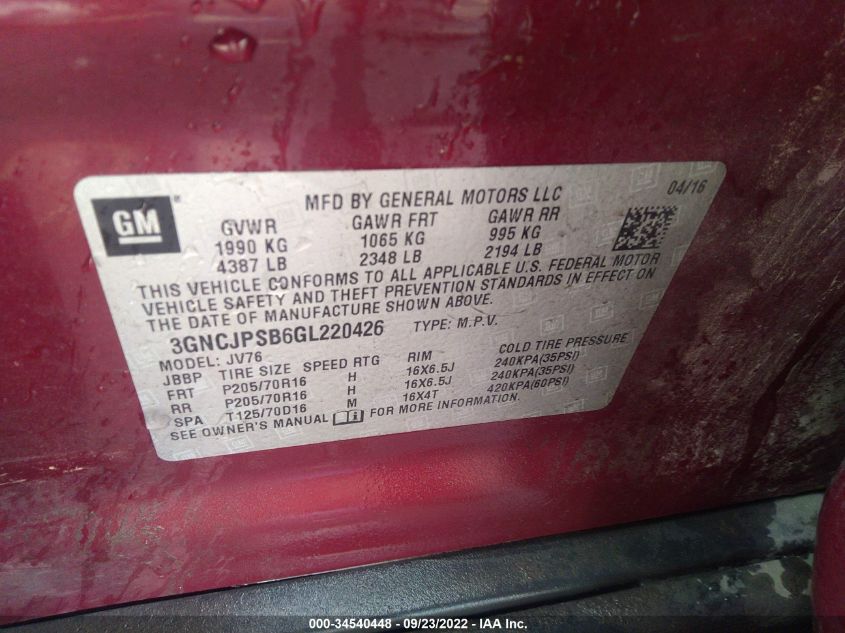 GM
MFD BY GENERAL MOTORS LLC
04/16
GVWR GAWR FRT GAWR RR
1990 KG 1065 KG 995 KG
4387 LB 2348 LB 2194 LB
THIS VEHICLE CONFORMS TO ALL APPLICABLE U.S. FEDERAL MOTOR
VEHICLE SAFETY AND THEFT PREVENTION STANDARDS IN EFFECT ON
THE DATE OF MANUFACTURE SHOWN ABOVE.
3GNCJPSB6GL220426 TYPE: M.P.V.
MODEL: JV76
JBBP TIRE SIZE SPEED RTG RIM COLD TIRE PRESSURE
FRT P205/70R16 H 16X6.5J 240KPA(35PSI)
RR P205/70R16 H 16X6.5J 240KPA(35PSI)
SPA T125/70D16 M 16X4T 420KPA(60PSI)
SEE OWNER'S MANUAL FOR MORE INFORMATION.
000-34540448 - 09/23/2022 - IAA Inc.